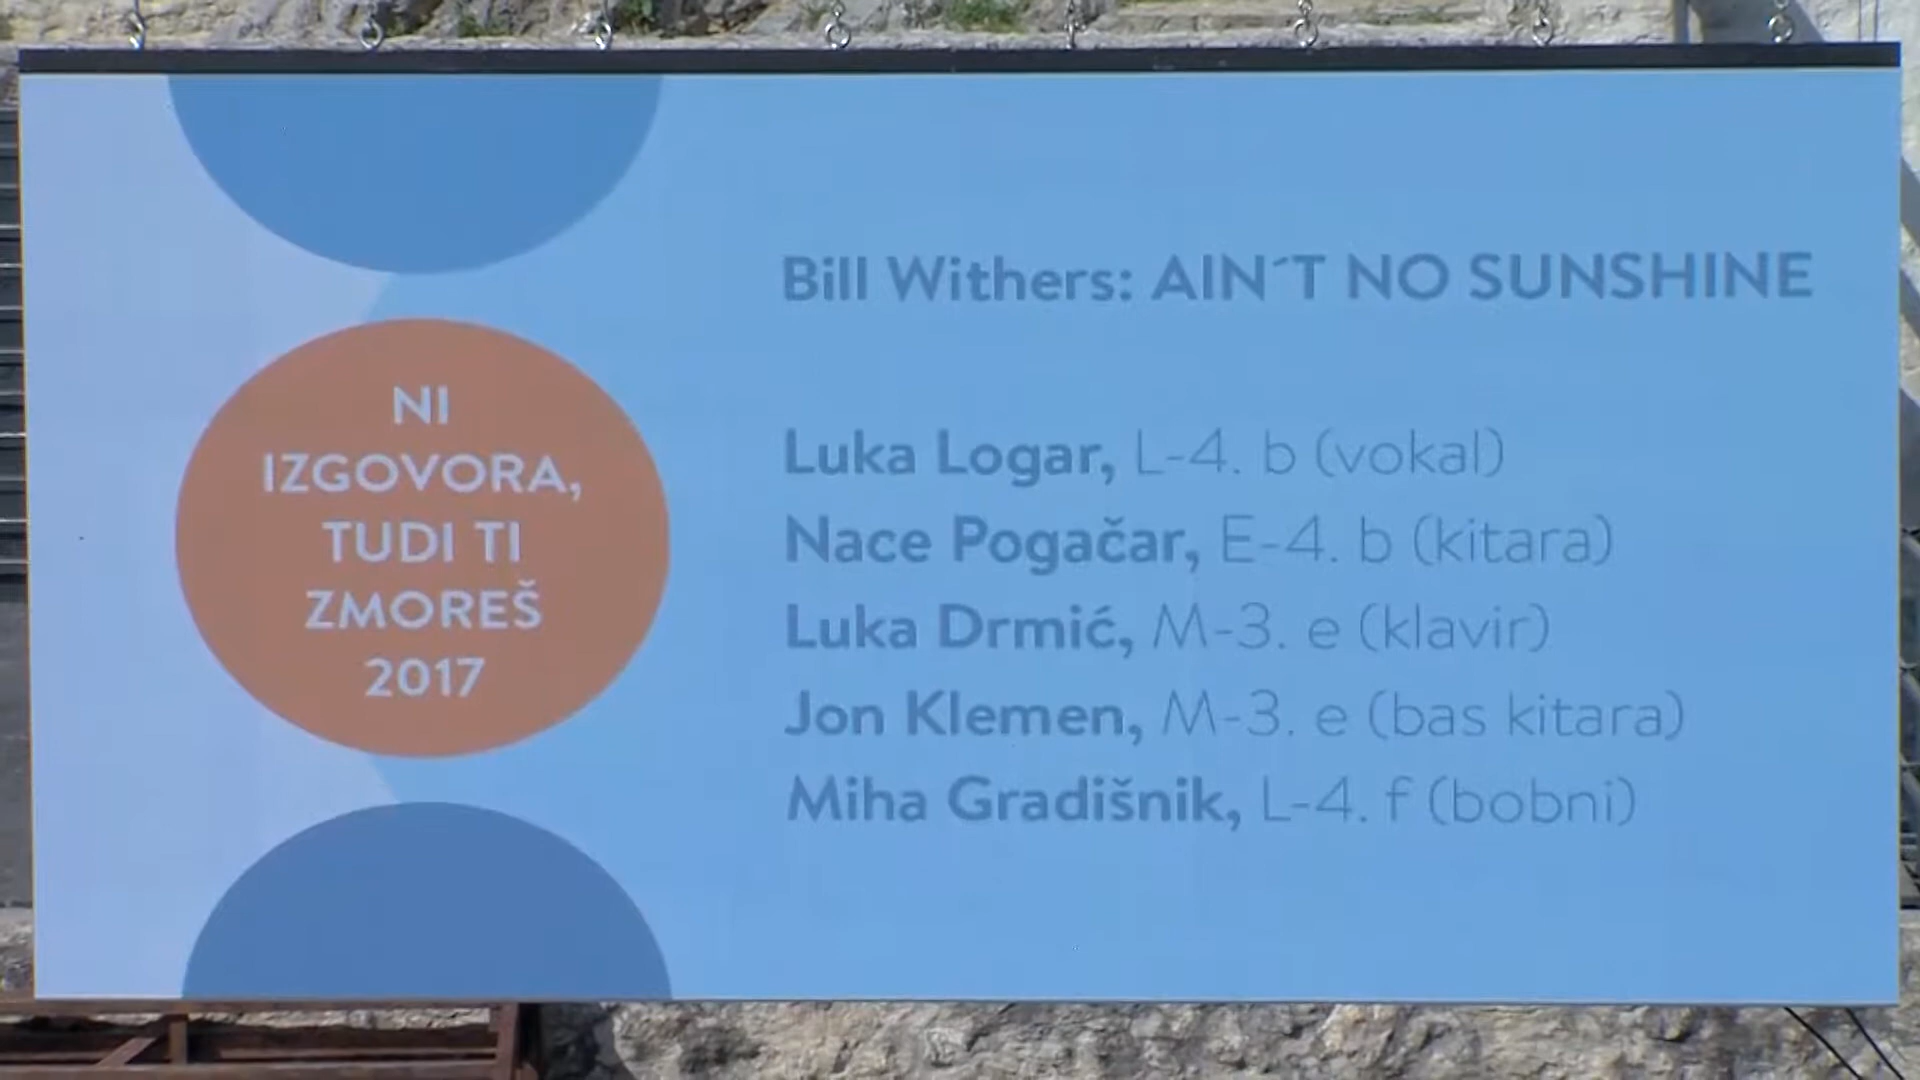 NI
IZGOVORA,
TUDI TI
ZMOREŠ
2017
Bill Withers: AIN´T NO SUNSHINE
Luka Logar, L-4. b (vokal)
Nace Pogačar, E-4. b (kitara)
Luka Drmić, M-3. e (klavir)
Jon Klemen, M-3. e (bas kitara)
Miha Gradišnik, L-4. f (bobni)